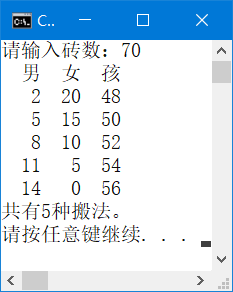 C..
请输入砖数：70
男 女 孩
2 20 48
5 15 50
8 10 52
11 5 54
14 0 56
共有5种搬法。
请按任意键继续. . .